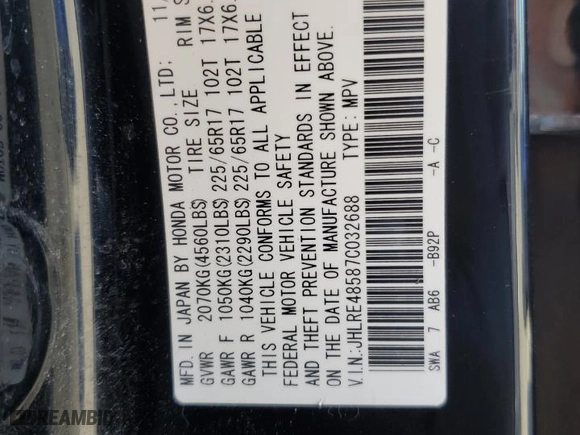 MFD. IN JAPAN BY HONDA MOTOR CO., LTD: 11
GVWR 2070KG(4560LBS) TIRE SIZE RIM S
GAWR F 1050KG(2310LBS) 225/65R17 102T 17X6.
GAWR R 1040KG(2290LBS) 225/65R17 102T 17X6.
THIS VEHICLE CONFORMS TO ALL APPLICABLE
FEDERAL MOTOR VEHICLE SAFETY
AND THEFT PREVENTION STANDARDS IN EFFECT
ON THE DATE OF MANUFACTURE SHOWN ABOVE.
V.I.N.:JHLRE48587C032688 TYPE: MPV
SWA 7 AB6 -B92P -A -C
DREAMBID